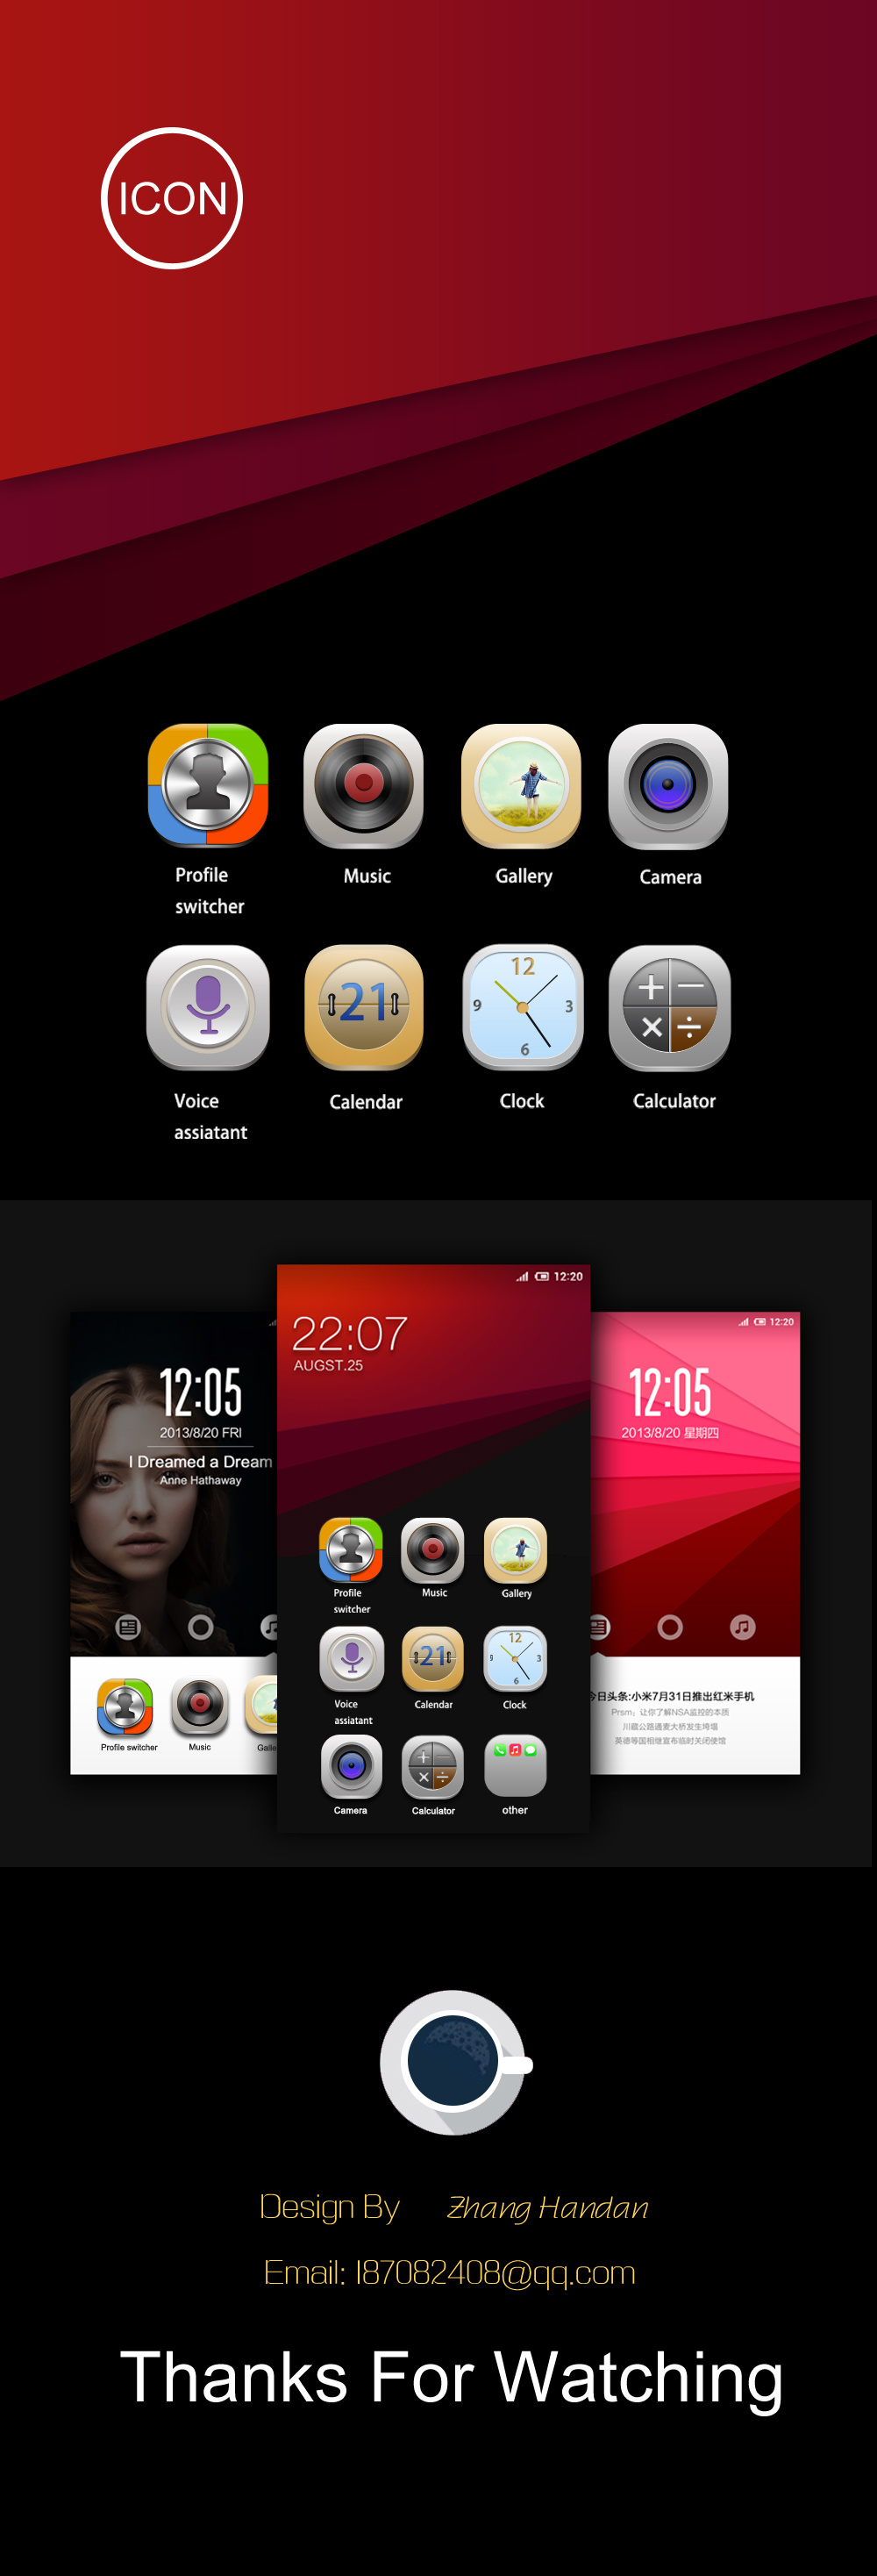 ICON
Profile
switcher
Music
Gallery
Camera
Voice
assiatant
21
Calendar
12
9
3
6
Clock
Calculator
12:05
2013/8/20 FRI
I Dreamed a Dream
Anne Hathaway
Profile switcher
Music
Galle
12:20
22:07
AUGST.25
Profile
switcher
Music
Gallery
Voice
assiatant
21
Calendar
12
9
3
6
Clock
Camera
Calculator
other
12:20
12:05
2013/8/20 星期四
今日头条:小米7月31日推出红米手机
Prsm：让你了解NSA监控的本质
川藏公路通麦大桥发生垮塌
英德等国相继宣布临时关闭使馆
Design By Zhang Handan
Email: 187082408@qq.com
Thanks For Watching